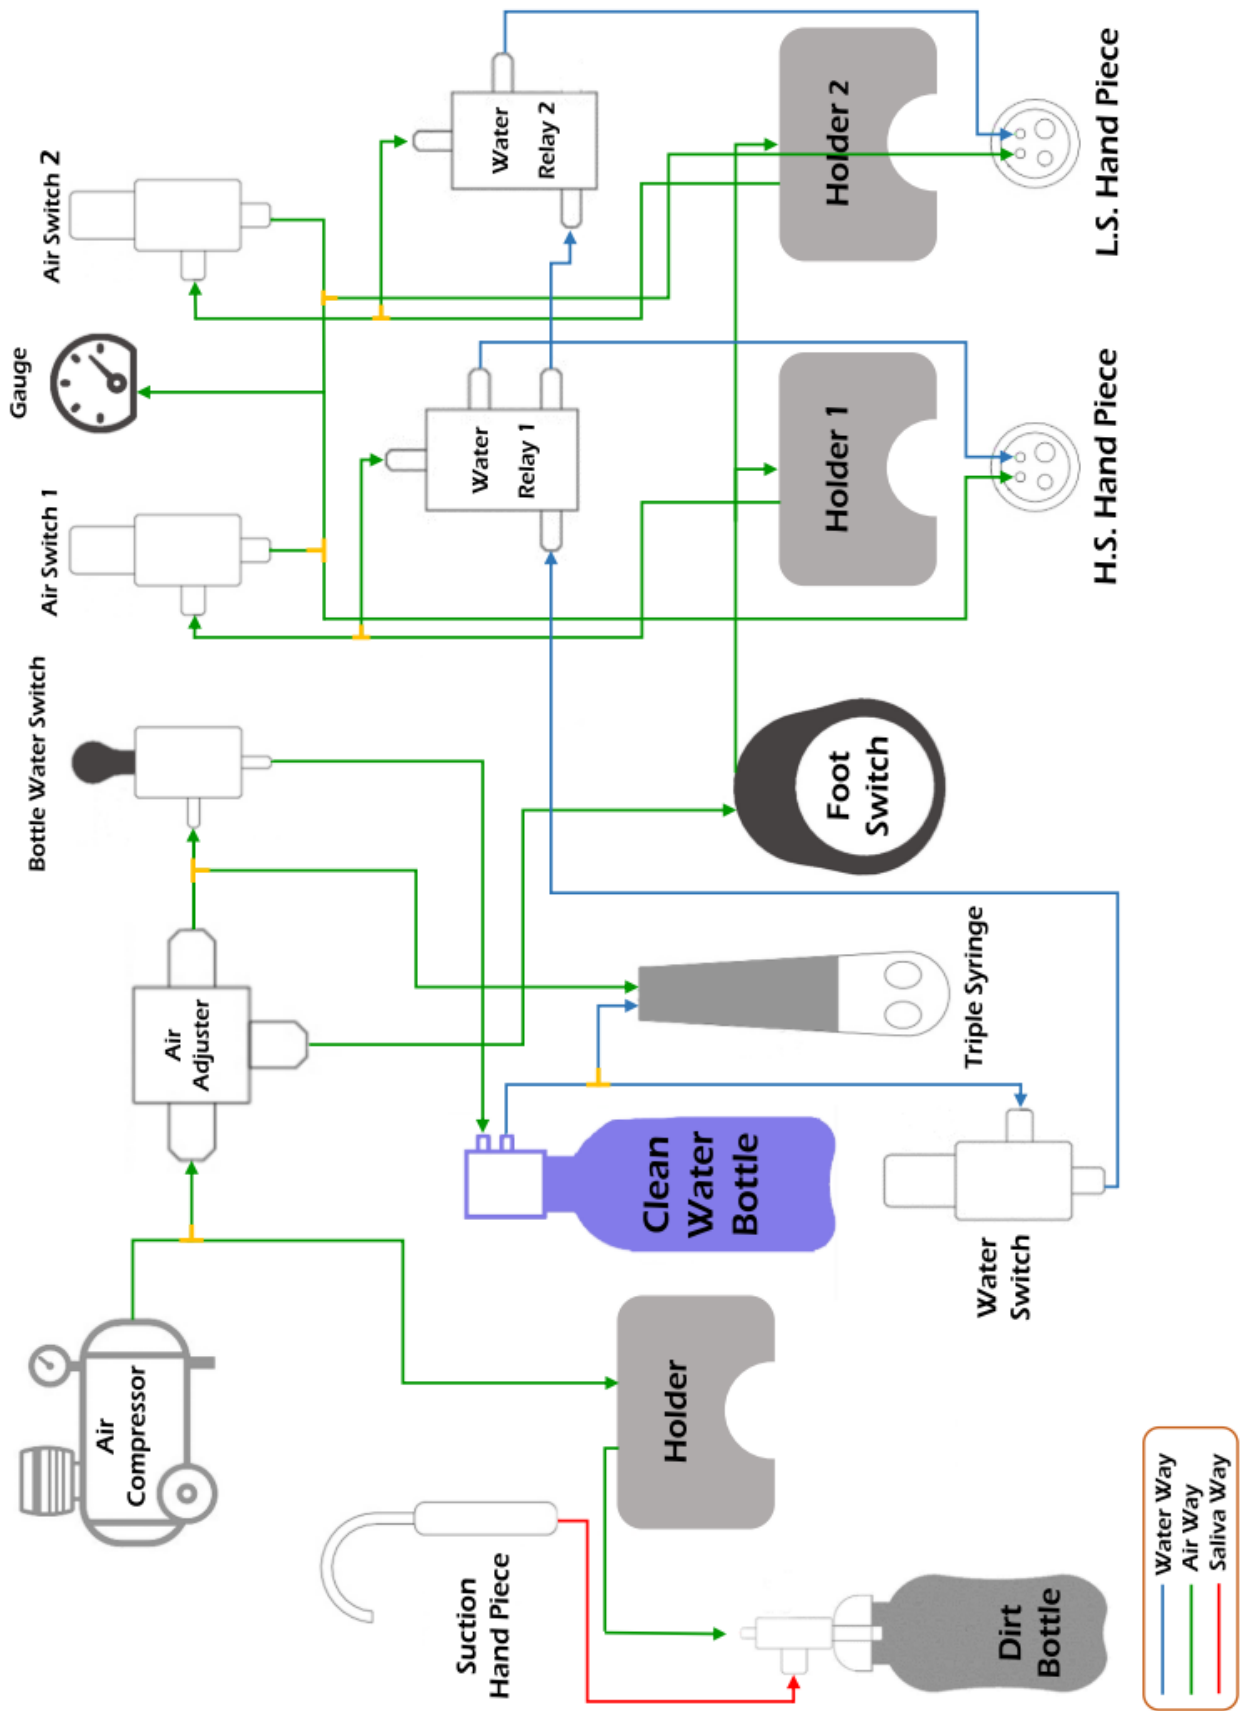 Air
Compressor
Air
Adjuster
Bottle Water Switch
Air Switch 1
Gauge
Air Switch 2
Suction
Hand Piece
Holder
Clean
Water
Bottle
Triple Syringe
Foot
Switch
Water
Relay 1
Water
Relay 2
Holder 1
Holder 2
Dirt
Bottle
Water
Switch
H.S. Hand Piece
L.S. Hand Piece
Water Way
Air Way
Saliva Way